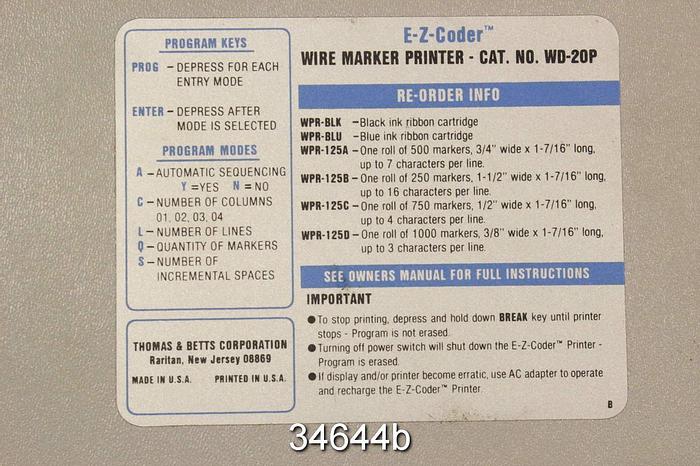 PROGRAM KEYS
PROG – DEPRESS FOR EACH
ENTRY MODE
ENTER – DEPRESS AFTER
MODE IS SELECTED
PROGRAM MODES
A – AUTOMATIC SEQUENCING
Y = YES N = NO
C – NUMBER OF COLUMNS
01, 02, 03, 04
L – NUMBER OF LINES
Q – QUANTITY OF MARKERS
S – NUMBER OF
INCREMENTAL SPACES
THOMAS & BETTS CORPORATION
Raritan, New Jersey 08869
MADE IN U.S.A. PRINTED IN U.S.A.
E-Z-Coder™
WIRE MARKER PRINTER - CAT. NO. WD-20P
RE-ORDER INFO
WPR-BLK – Black ink ribbon cartridge
WPR-BLU – Blue ink ribbon cartridge
WPR-125A – One roll of 500 markers, 3/4" wide x 1-7/16" long,
up to 7 characters per line.
WPR-125B – One roll of 250 markers, 1-1/2" wide x 1-7/16" long,
up to 16 characters per line.
WPR-125C – One roll of 750 markers, 1/2" wide x 1-7/16" long,
up to 4 characters per line.
WPR-125D – One roll of 1000 markers, 3/8" wide x 1-7/16" long,
up to 3 characters per line.
SEE OWNERS MANUAL FOR FULL INSTRUCTIONS
IMPORTANT
● To stop printing, depress and hold down BREAK key until printer
stops - Program is not erased.
● Turning off power switch will shut down the E-Z-Coder™ Printer -
Program is erased.
● If display and/or printer become erratic, use AC adapter to operate
and recharge the E-Z-Coder™ Printer.
B
34644b